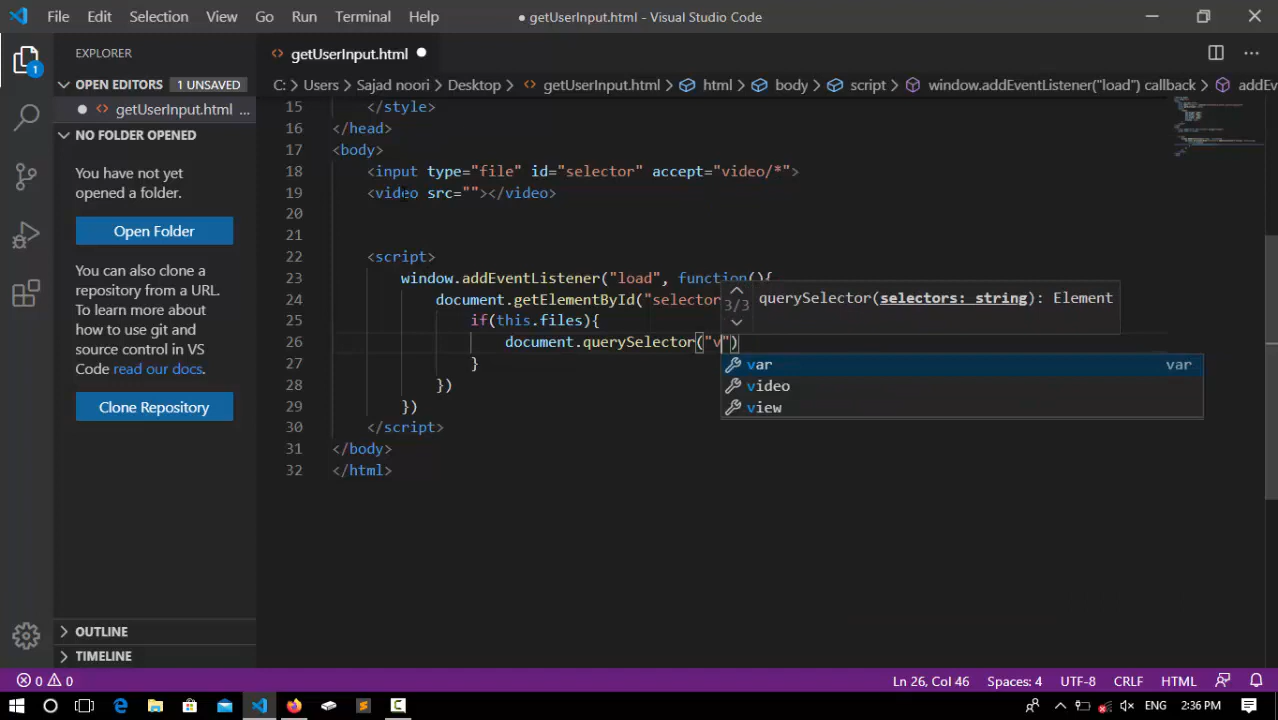 File Edit Selection View Go Run Terminal Help ● getUserInput.html - Visual Studio Code
EXPLORER
OPEN EDITORS 1 UNSAVED
● <> getUserInput.html ...
NO FOLDER OPENED
You have not yet
opened a folder.
Open Folder
You can also clone a
repository from a URL.
To learn more about
how to use git and
source control in VS
Code read our docs.
Clone Repository
OUTLINE
TIMELINE
1
<> getUserInput.html ●
C: > Users > Sajad noori > Desktop > <> getUserInput.html > html > body > script > window.addEventListener("load") callback > addEv
15 </style>
16 </head>
17 <body>
18 <input type="file" id="selector" accept="video/*">
19 <video src=""></video>
20
21
22 <script>
23 window.addEventListener("load", function(){
24 document.getElementById("selector
25 if(this.files){
26 document.querySelector("v")
27 }
28 })
29 })
30 </script>
31 </body>
32 </html>
3/3 querySelector(selectors: string): Element
var var
video
view
0 0 Ln 26, Col 46 Spaces: 4 UTF-8 CRLF HTML
ENG 2:36 PM